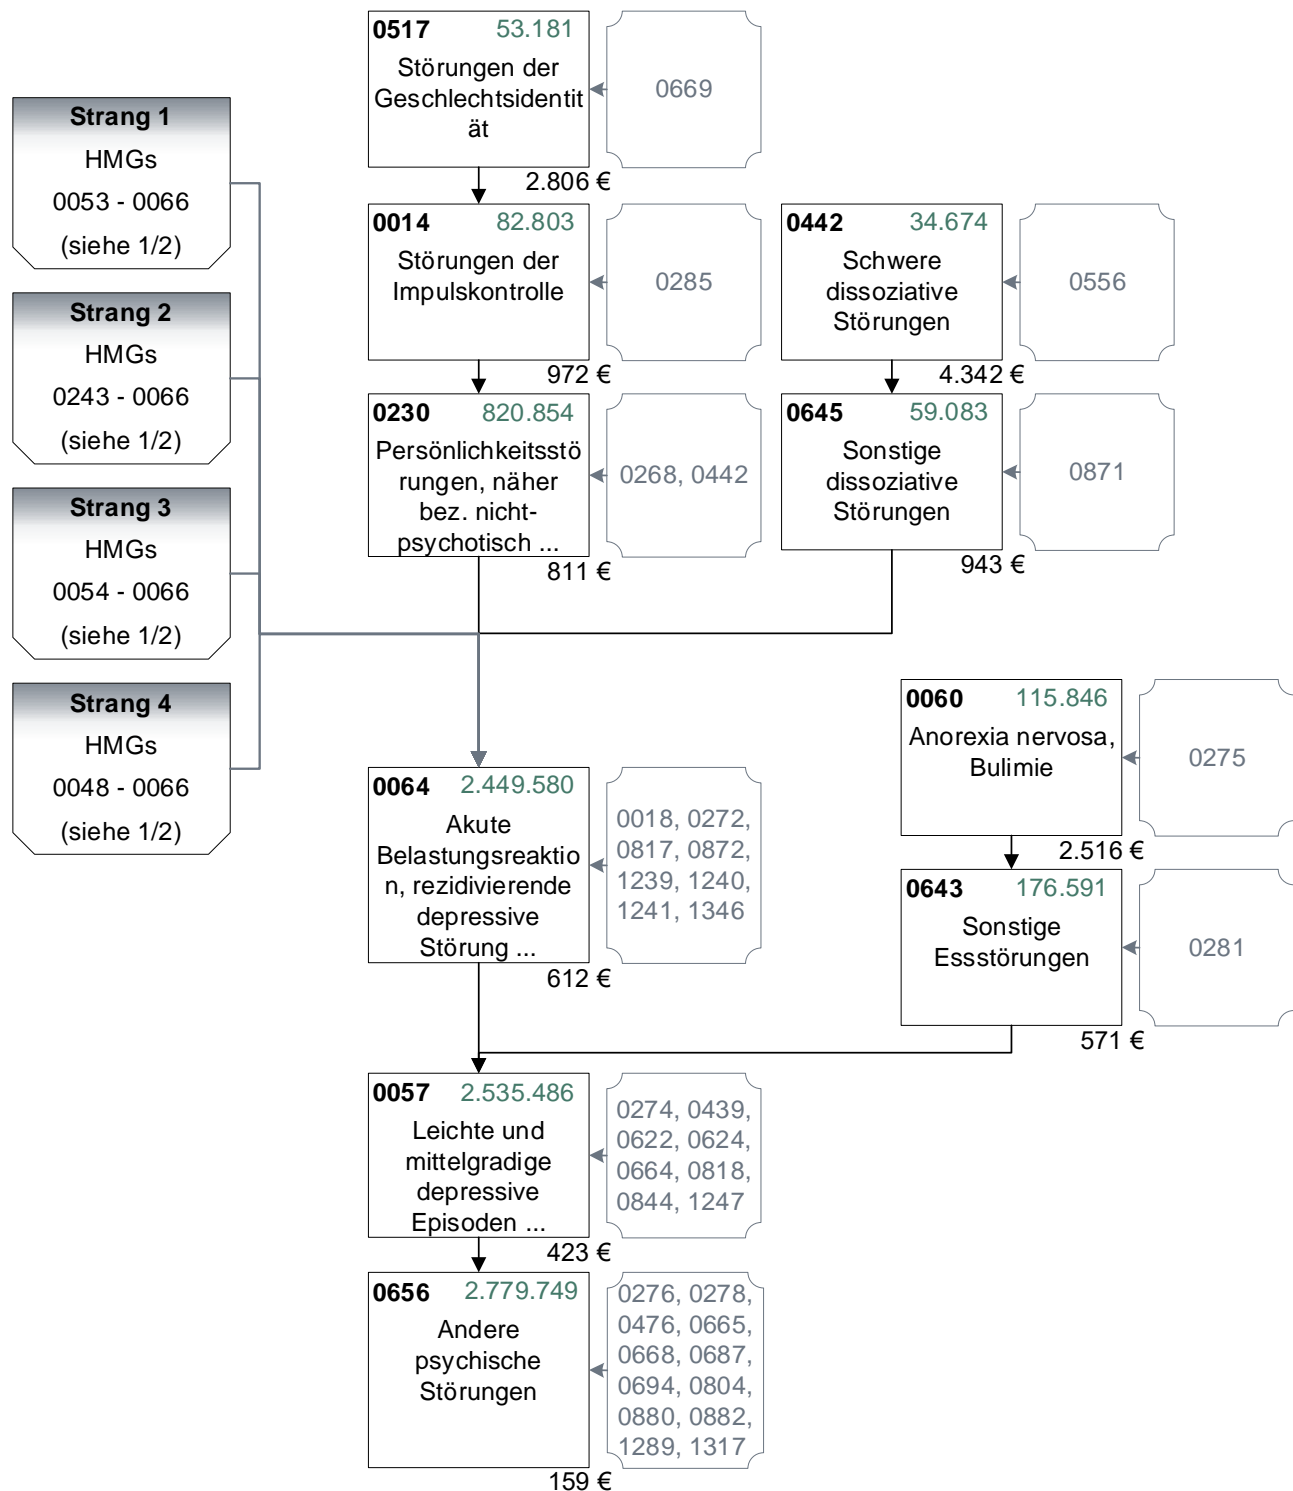 0517 53.181
Störungen der
Geschlechtsidentit
ät
2.806 €
0669
Strang 1
HMGs
0053 - 0066
(siehe 1/2)
Strang 2
HMGs
0243 - 0066
(siehe 1/2)
Strang 3
HMGs
0054 - 0066
(siehe 1/2)
Strang 4
HMGs
0048 - 0066
(siehe 1/2)
0014 82.803
Störungen der
Impulskontrolle
972 €
0285
0442 34.674
Schwere
dissoziative
Störungen
4.342 €
0556
0230 820.854
Persönlichkeitsstö
rungen, näher
bez. nicht-
psychotisch ...
811 €
0268, 0442
0645 59.083
Sonstige
dissoziative
Störungen
943 €
0871
0060 115.846
Anorexia nervosa,
Bulimie
2.516 €
0275
0064 2.449.580
Akute
Belastungsreaktio
n, rezidivierende
depressive
Störung ...
612 €
0018, 0272,
0817, 0872,
1239, 1240,
1241, 1346
0643 176.591
Sonstige
Essstörungen
571 €
0281
0057 2.535.486
Leichte und
mittelgradige
depressive
Episoden ...
423 €
0274, 0439,
0622, 0624,
0664, 0818,
0844, 1247
0656 2.779.749
Andere
psychische
Störungen
159 €
0276, 0278,
0476, 0665,
0668, 0687,
0694, 0804,
0880, 0882,
1289, 1317